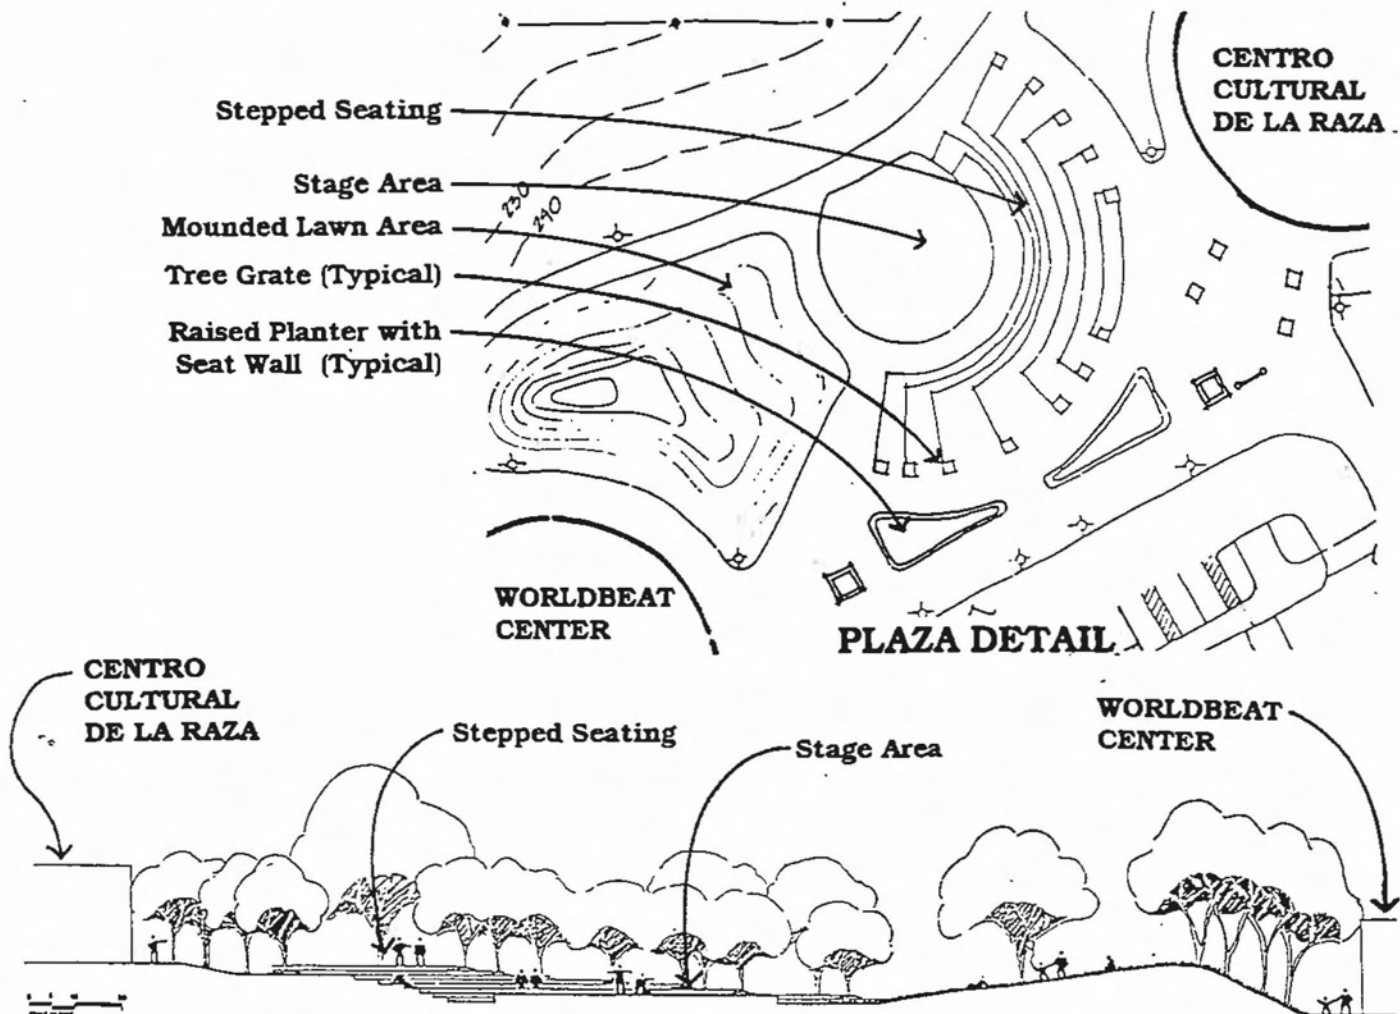 CENTRO
CULTURAL
DE LA RAZA
Stepped Seating
Stage Area
230
240
Mounded Lawn Area
Tree Grate (Typical)
Raised Planter with
Seat Wall (Typical)
WORLDBEAT
CENTER
PLAZA DETAIL
CENTRO
CULTURAL
DE LA RAZA
Stepped Seating
Stage Area
WORLDBEAT
CENTER